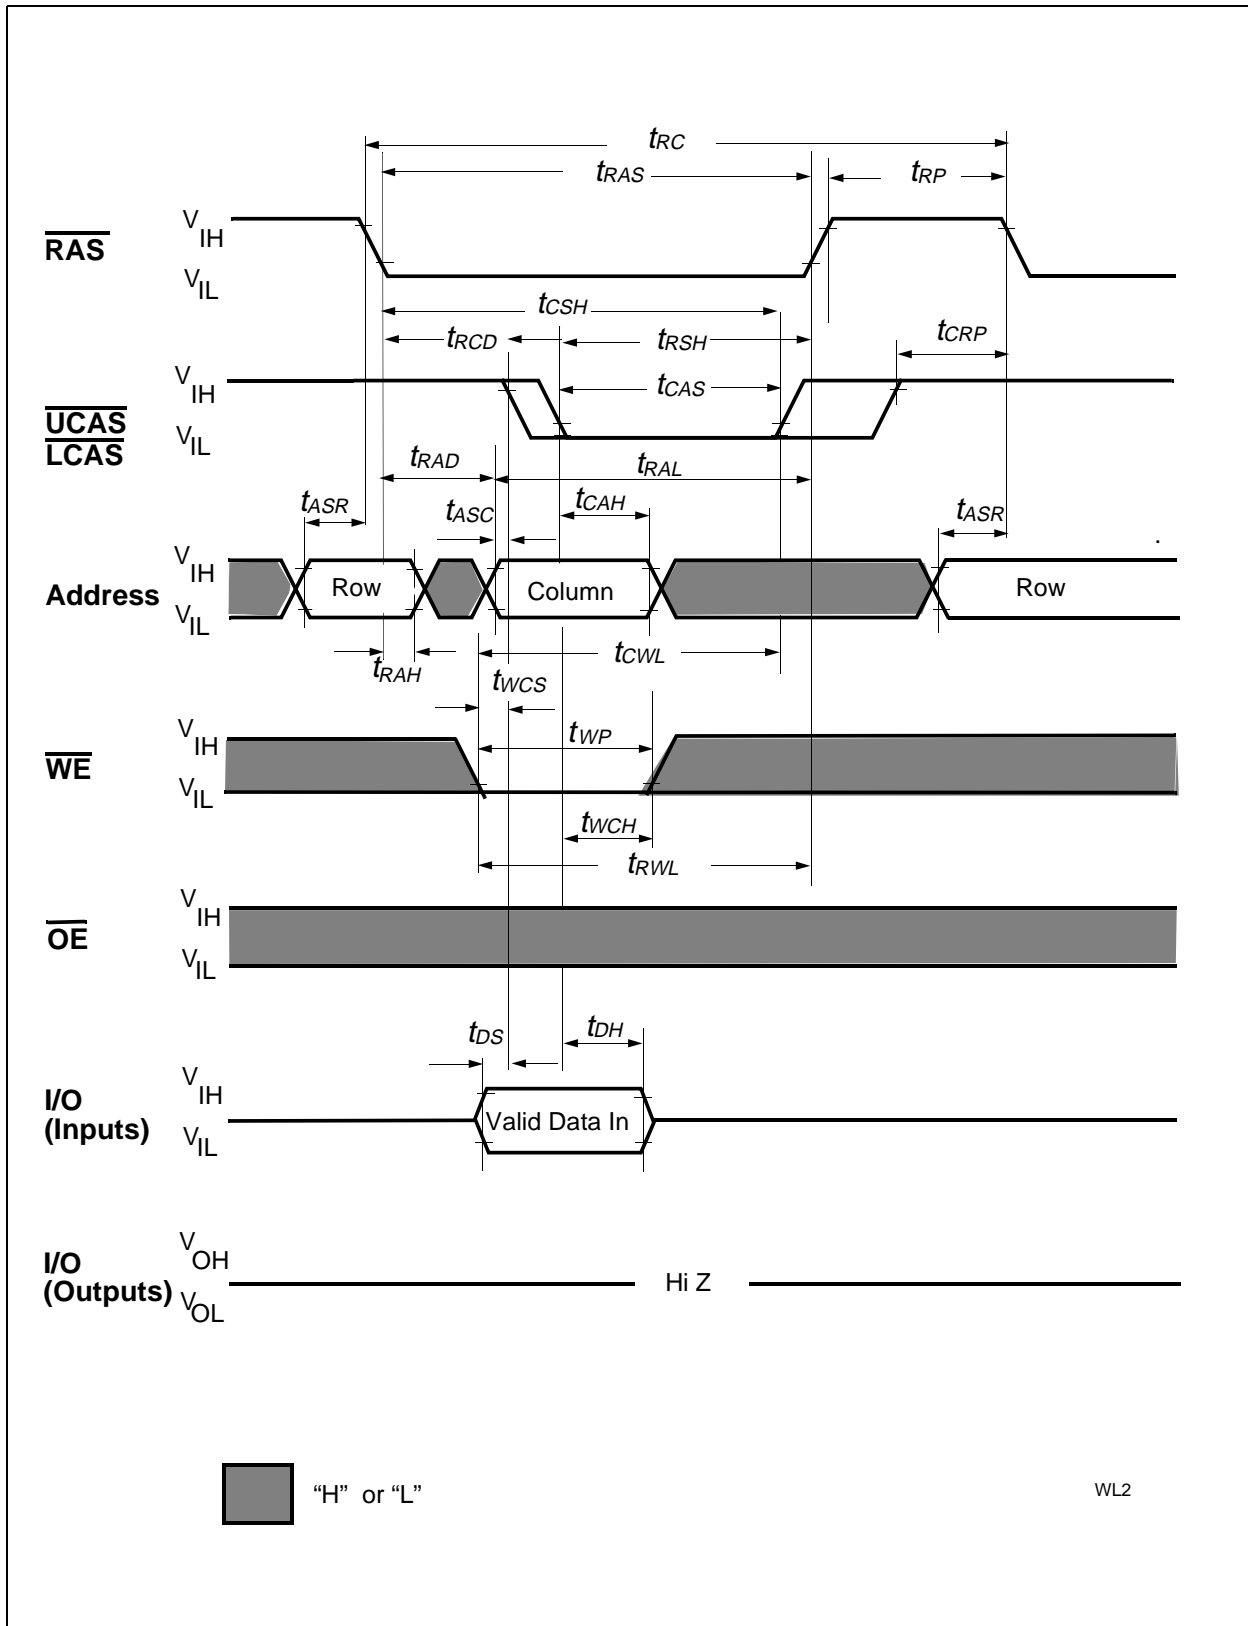 tRC
tRAS
tRP
RAS
VIH
VIL
tCSH
tRCD
tRSH
tCRP
tCAS
UCAS
LCAS
VIH
VIL
tRAD
tRAL
tASR
tASC
tCAH
tASR
.
Address
VIH
VIL
Row
Column
Row
tRAH
tWCS
tCWL
WE
VIH
VIL
tWP
tWCH
tRWL
OE
VIH
VIL
tDS
tDH
I/O
(Inputs)
VIH
VIL
Valid Data In
I/O
(Outputs)
VOH
VOL
Hi Z
“H” or “L”
WL2